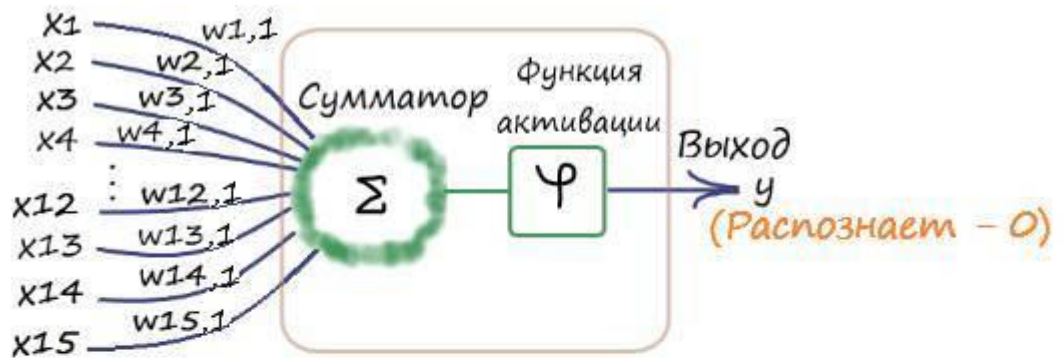 x1 w1,1
x2 w2,1
x3 w3,1
x4 w4,1
⋮
x12 w12,1
x13 w13,1
x14 w14,1
x15 w15,1
Сумматор
Σ
Функция
активации
φ
Выход
y
(Распознает - 0)